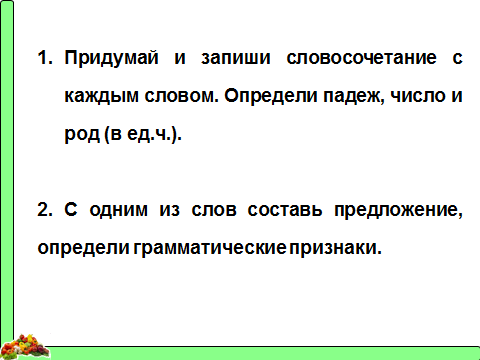 1. Придумай и запиши словосочетание с
каждым словом. Определи падеж, число и
род (в ед.ч.).
2. С одним из слов составь предложение,
определи грамматические признаки.